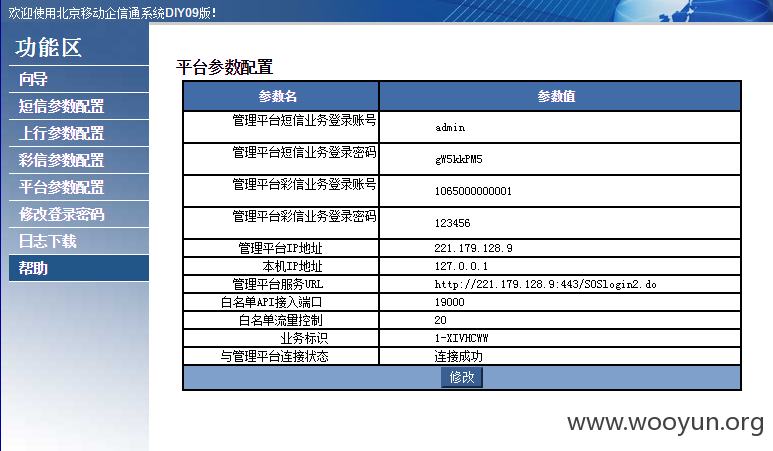 欢迎使用北京移动企信通系统DIY09版!
功能区
向导
短信参数配置
上行参数配置
彩信参数配置
平台参数配置
修改登录密码
日志下载
帮助
平台参数配置
参数名 参数值
管理平台短信业务登录账号 admin
管理平台短信业务登录密码 gW5kkPM5
管理平台彩信业务登录账号 1065000000001
管理平台彩信业务登录密码 123456
管理平台IP地址 221.179.128.9
本机IP地址 127.0.0.1
管理平台服务URL http://221.179.128.9:443/SOSlogin2.do
白名单API接入端口 19000
白名单流量控制 20
业务标识 1-XIVHCWW
与管理平台连接状态 连接成功
修改
www.wooyun.org